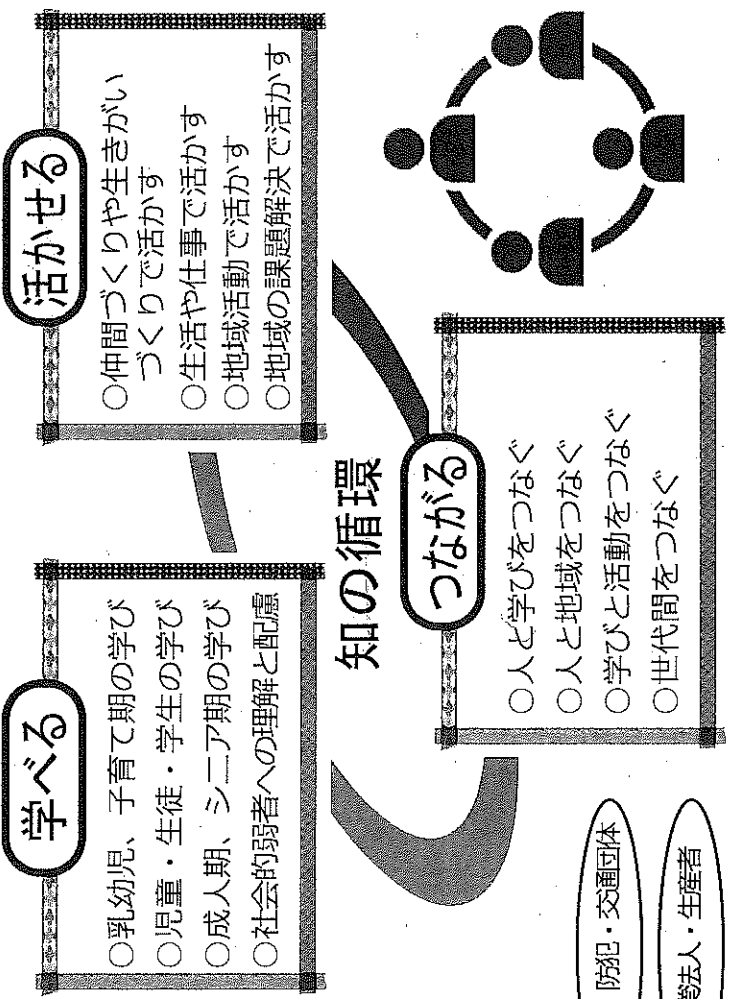 学べる
○乳幼児、子育て期の学び
○児童・生徒・学生の学び
○成人期、シニア期の学び
○社会的弱者への理解と配慮
活かせる
○仲間づくりや生きがい
づくりで活かす
○生活や仕事で活かす
○地域活動で活かす
○地域の課題解決で活かす
知の循環
つながる
○人と学びをつなぐ
○人と地域をつなぐ
○学びと活動をつなぐ
○世代間をつなぐ
防犯・交通団体
法人・生産者